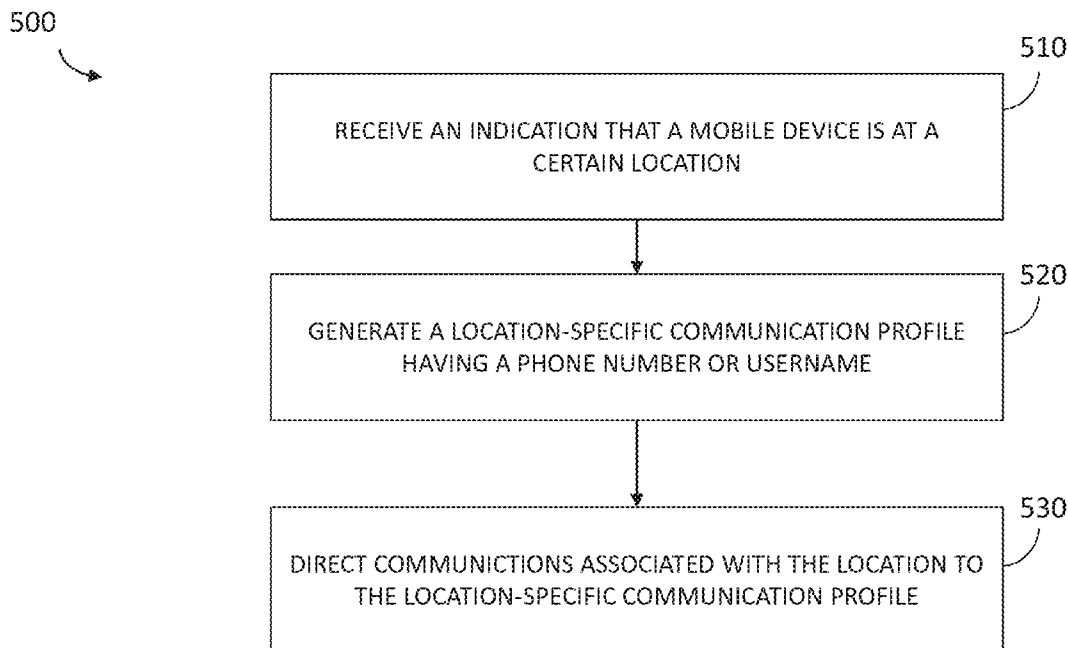 500
510
RECEIVE AN INDICATION THAT A MOBILE DEVICE IS AT A
CERTAIN LOCATION
520
GENERATE A LOCATION-SPECIFIC COMMUNICATION PROFILE
HAVING A PHONE NUMBER OR USERNAME
530
DIRECT COMMUNICTIONS ASSOCIATED WITH THE LOCATION TO
THE LOCATION-SPECIFIC COMMUNICATION PROFILE